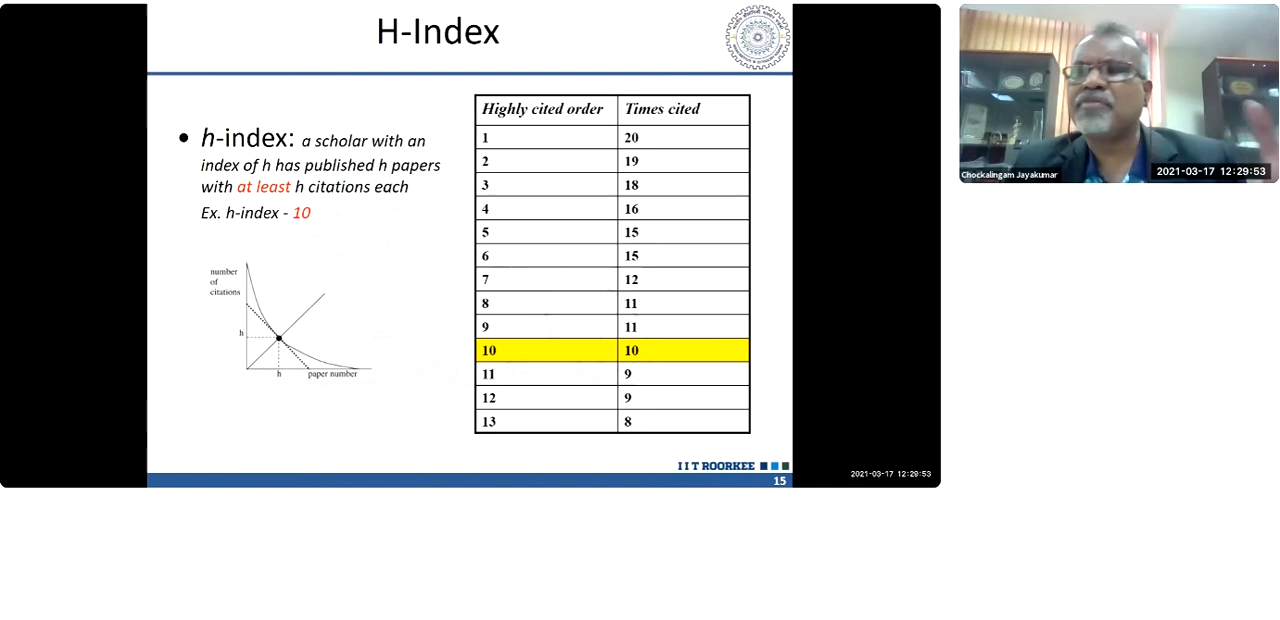 H-Index
• h-index: a scholar with an
index of h has published h papers
with at least h citations each
Ex. h-index - 10
number
of
citations
h
h
paper number
Highly cited order Times cited
1 20
2 19
3 18
4 16
5 15
6 15
7 12
8 11
9 11
10 10
11 9
12 9
13 8
I I T ROORKEE
15
2021-03-17 12:29:53
Chockalingam Jayakumar
2021-03-17 12:29:53